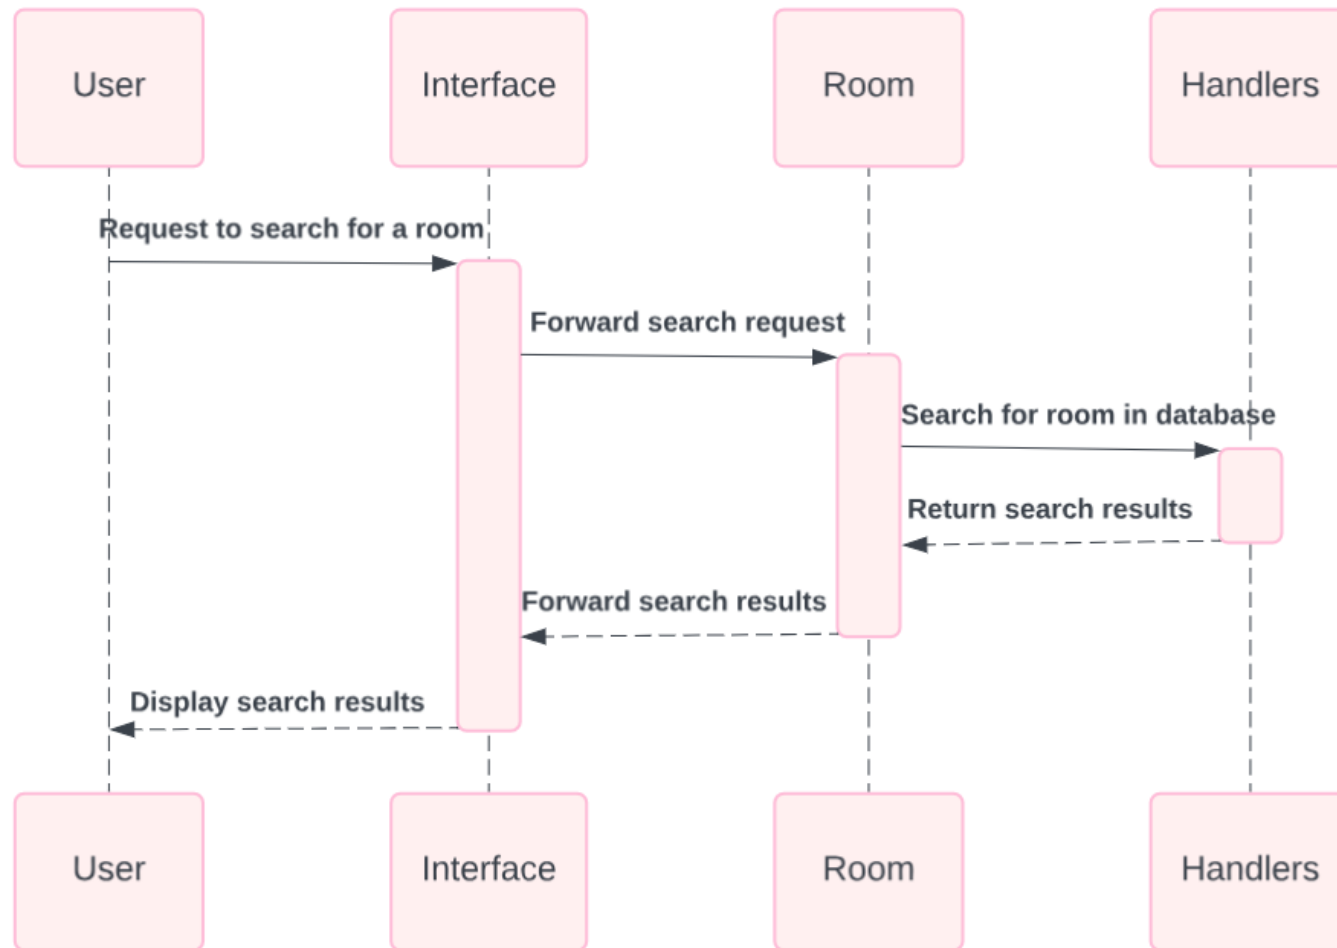 User
Interface
Room
Handlers
Request to search for a room
Forward search request
Search for room in database
Return search results
Forward search results
Display search results
User
Interface
Room
Handlers